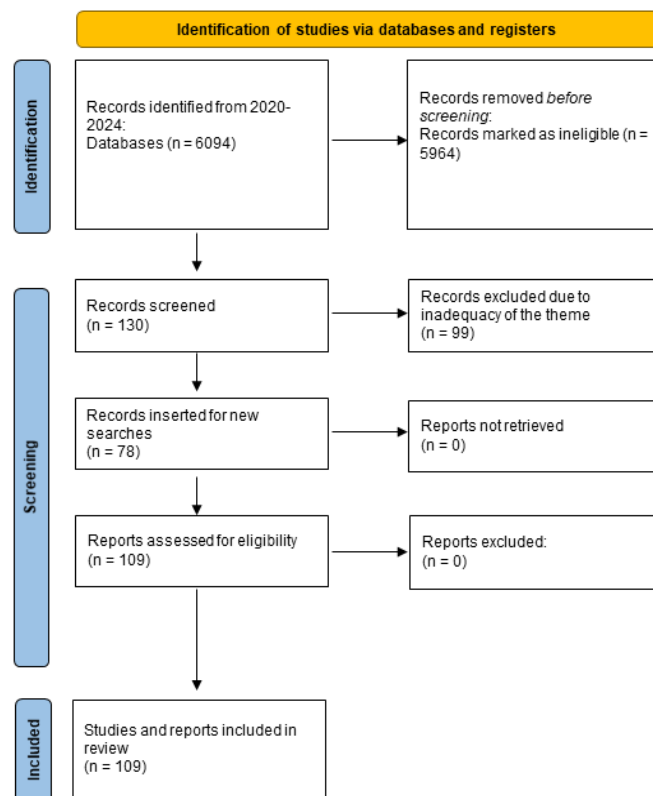 Identification of studies via databases and registers
Identification
Records identified from 2020-
2024:
Databases (n = 6094)
Records removed before
screening:
Records marked as ineligible (n =
5964)
Screening
Records screened
(n = 130)
Records excluded due to
inadequacy of the theme
(n = 99)
Records inserted for new
searches
(n = 78)
Reports not retrieved
(n = 0)
Reports assessed for eligibility
(n = 109)
Reports excluded:
(n = 0)
Included
Studies and reports included in
review
(n = 109)